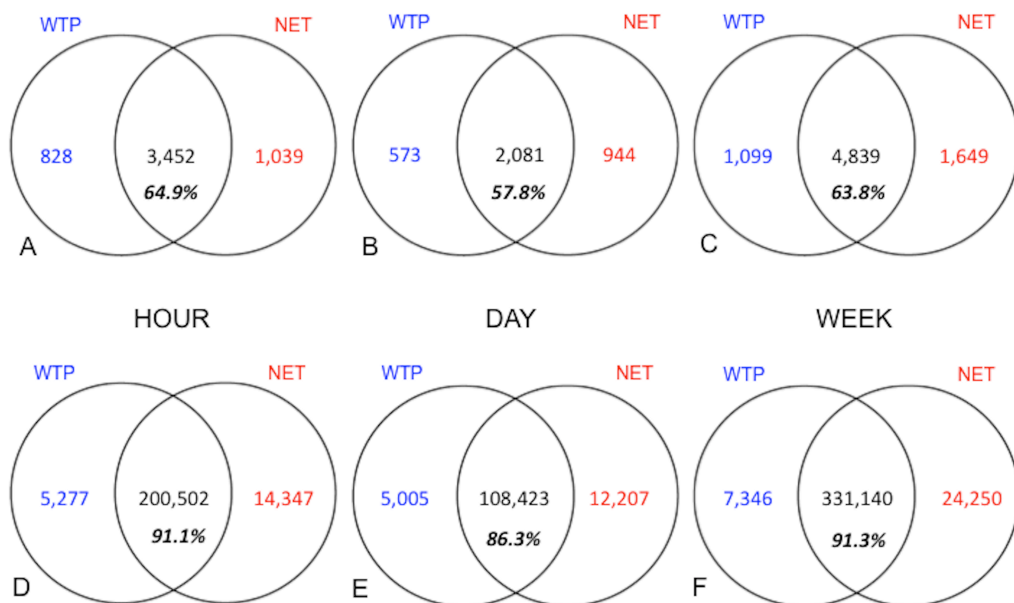 WTP NET WTP NET WTP NET
828 3,452 1,039 573 2,081 944 1,099 4,839 1,649
64.9% 57.8% 63.8%
A B C
HOUR DAY WEEK
WTP NET WTP NET WTP NET
5,277 200,502 14,347 5,005 108,423 12,207 7,346 331,140 24,250
91.1% 86.3% 91.3%
D E F